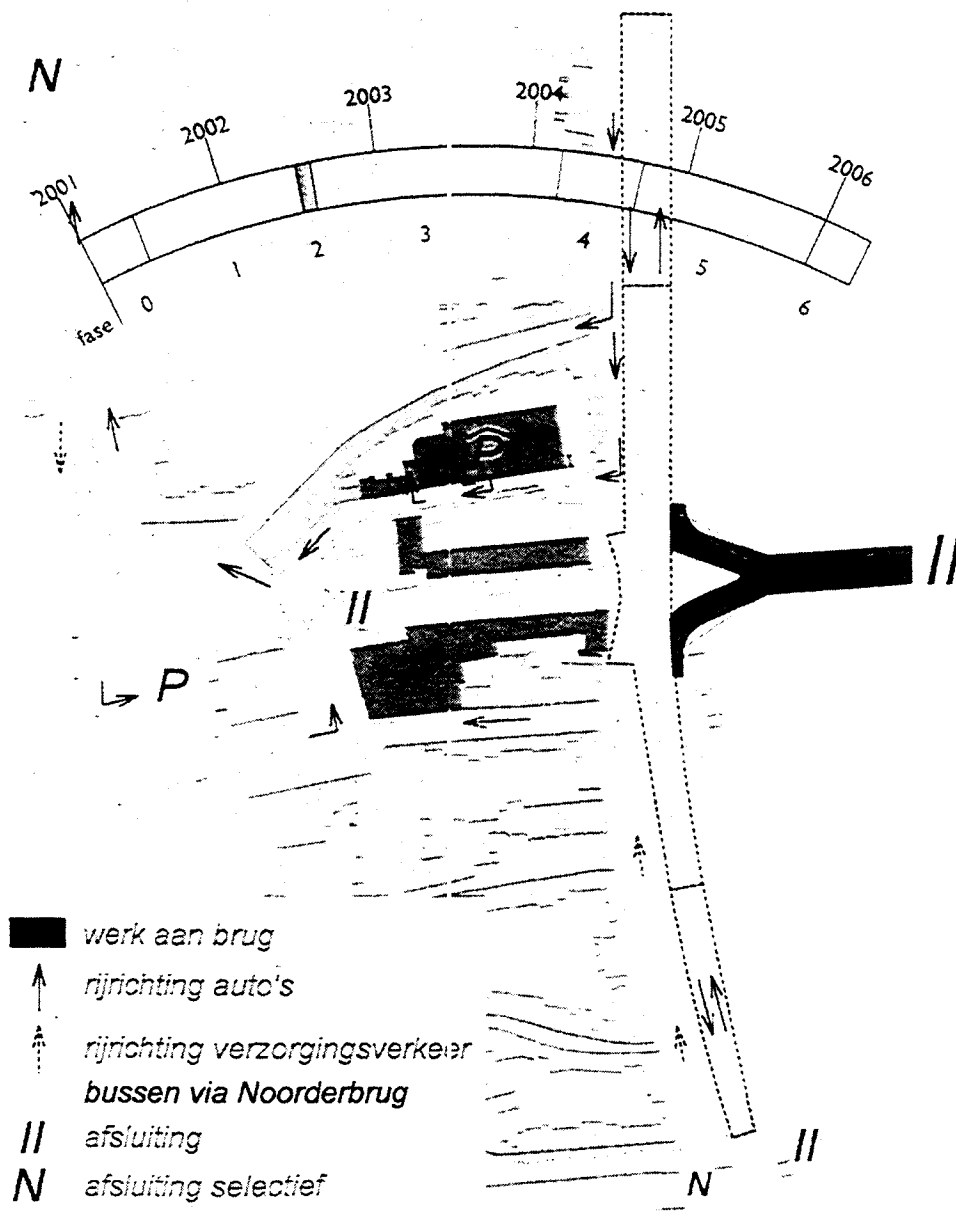 N
2001
2002
2003
2004
2005
2006
fase
0
1
2
3
4
5
6
P
II
II
P
werk aan brug
rijrichting auto's
rijrichting verzorgingsverkeer
bussen via Noorderbrug
II afsluiting
N afsluiting selectief
II
N